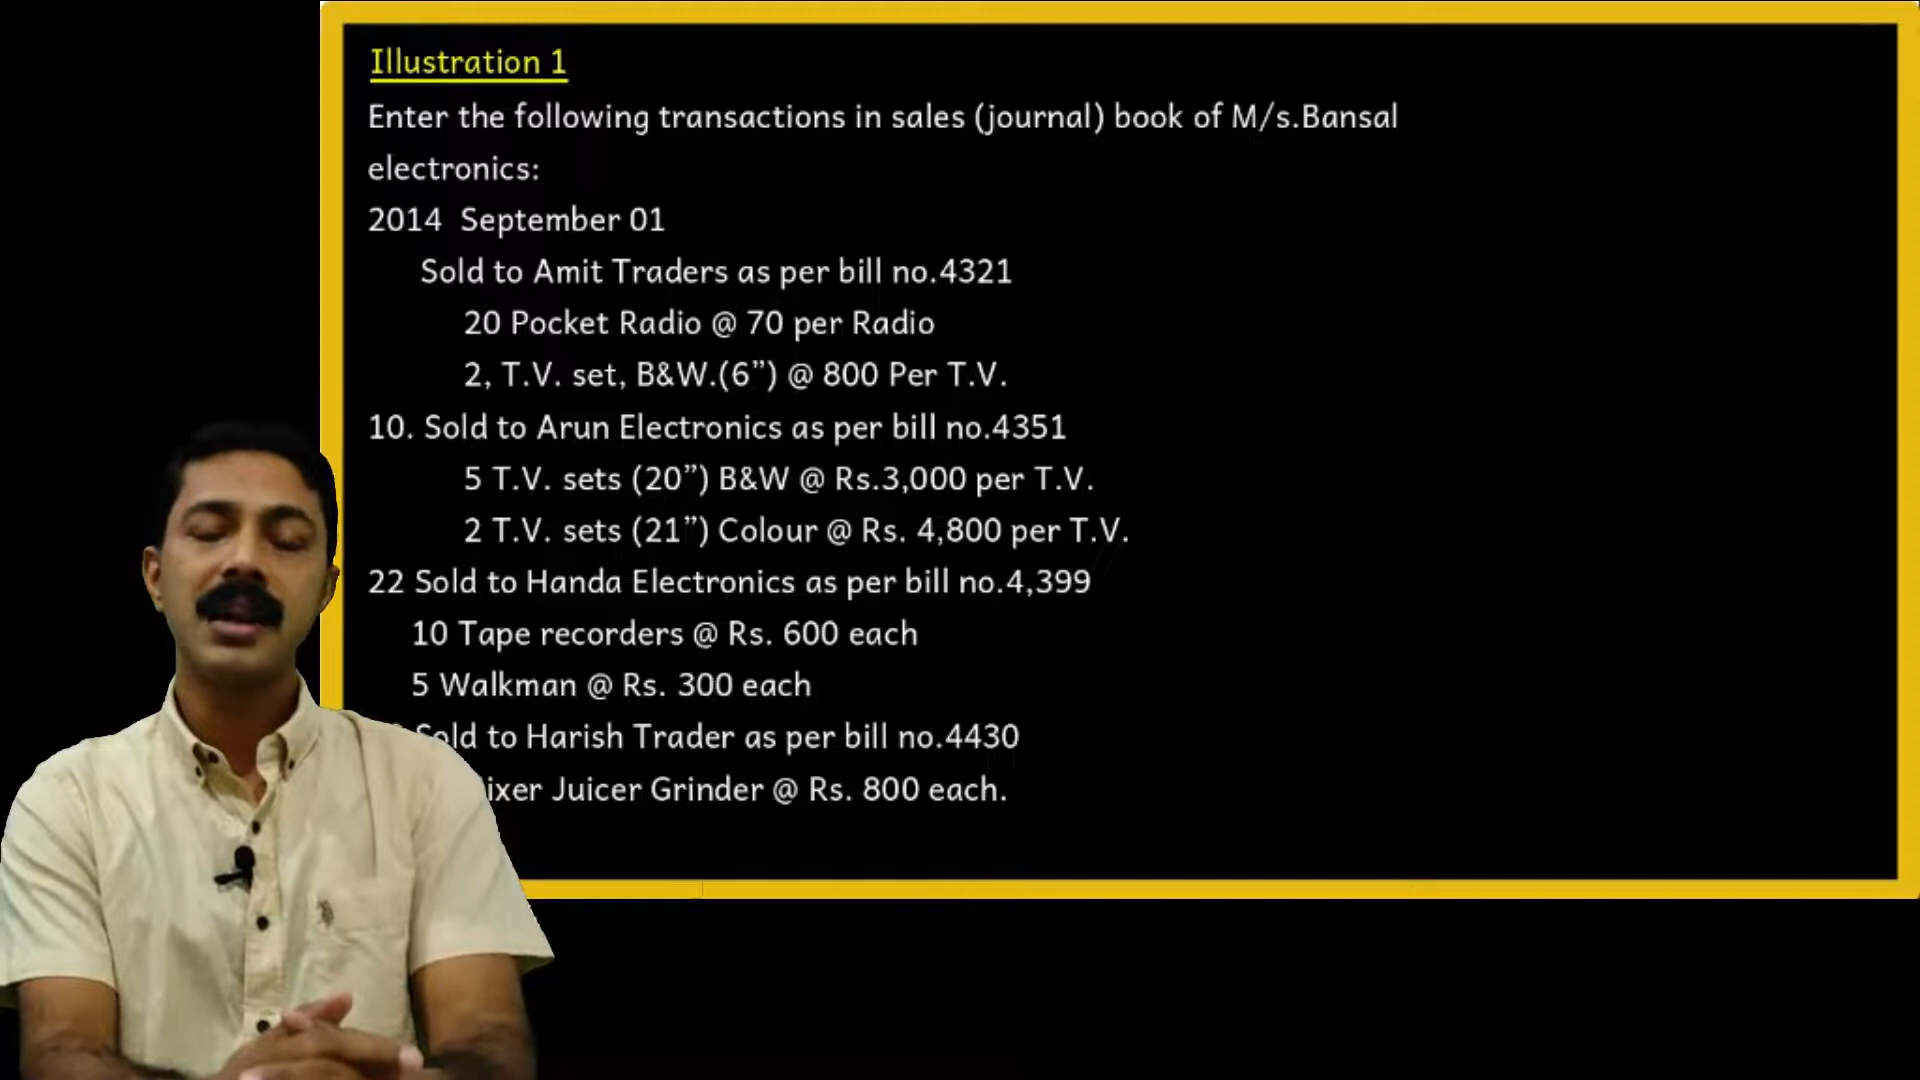 Illustration 1
Enter the following transactions in sales (journal) book of M/s.Bansal
electronics:
2014 September 01
Sold to Amit Traders as per bill no.4321
20 Pocket Radio @ 70 per Radio
2, T.V. set, B&W.(6”) @ 800 Per T.V.
10. Sold to Arun Electronics as per bill no.4351
5 T.V. sets (20”) B&W @ Rs.3,000 per T.V.
2 T.V. sets (21”) Colour @ Rs. 4,800 per T.V.
22 Sold to Handa Electronics as per bill no.4,399
10 Tape recorders @ Rs. 600 each
5 Walkman @ Rs. 300 each
Sold to Harish Trader as per bill no.4430
Juicer Grinder @ Rs. 800 each.